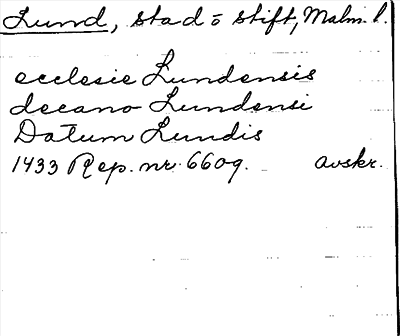 Lund, stad o stift, Malm. l.
ecclesie Lundensis
decano Lundensi
Datum Lundis
1433 Rep. nr. 6609. avskr.